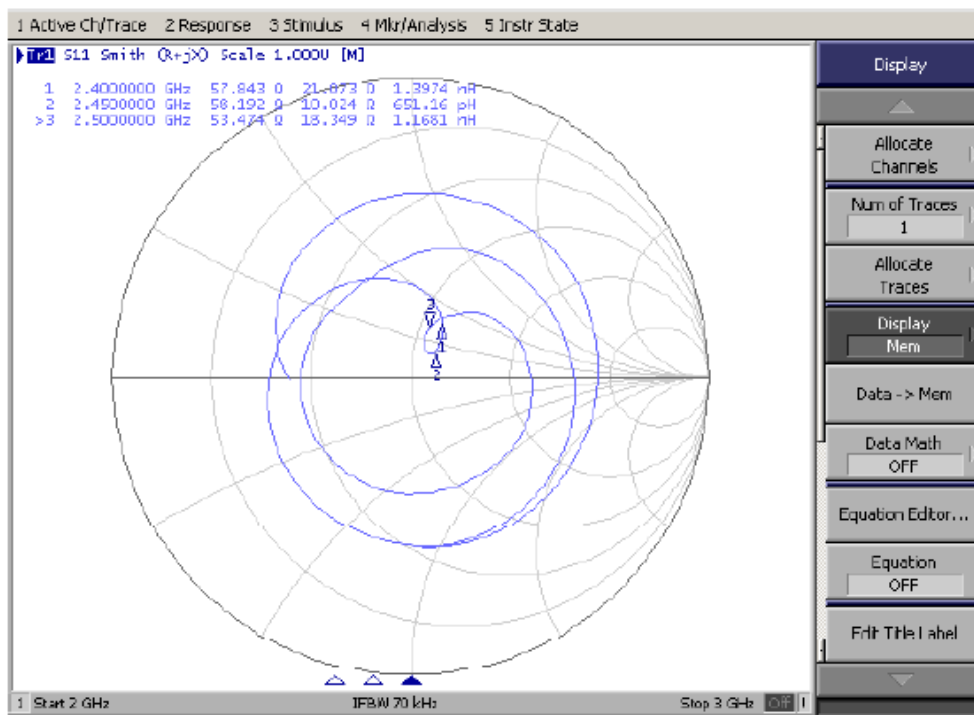 1 Active Ch/Trace 2 Response 3 Stimulus 4 Mkr/Analysis 5 Instr State
Tr1 S11 Smith (R+jX) Scale 1.000U [M]
1 2.4000000 GHz 57.843 Ω 21.073 Ω 1.3974 nH
2 2.4500000 GHz 58.192 Ω 10.024 Ω 651.16 pH
>3 2.5000000 GHz 53.474 Ω 18.349 Ω 1.1681 nH
3
1
2
Display
Allocate
Channels
Num of Traces
1
Allocate
Traces
Display
Mem
Data -> Mem
Data Math
OFF
Equation Editor...
Equation
OFF
Edit Title Label
1 Start 2 GHz IFBW 70 kHz Stop 3 GHz Off !